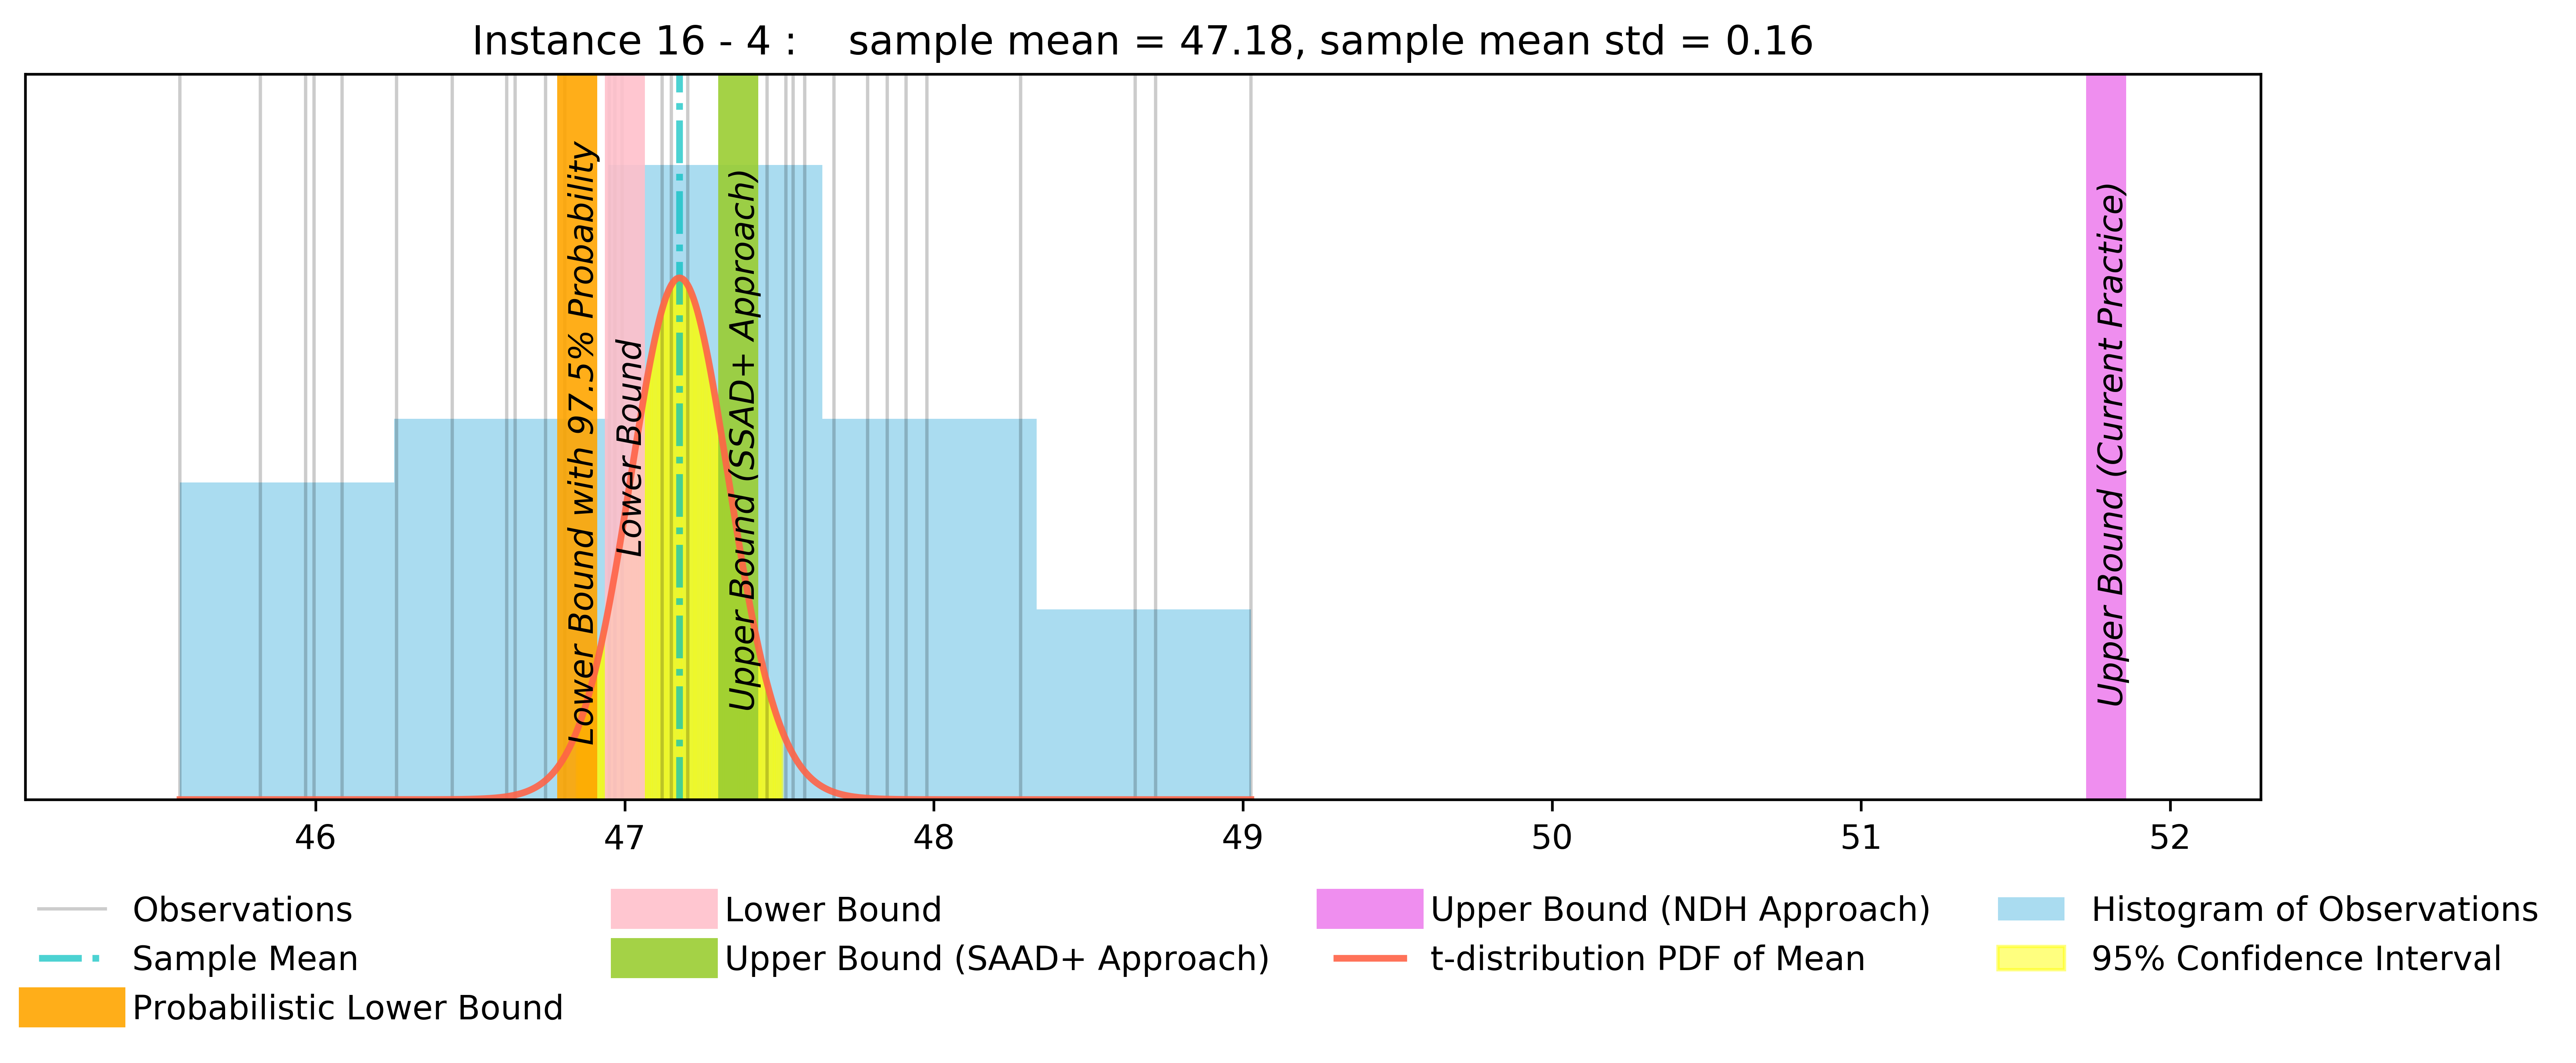 Instance 16 - 4 :    sample mean = 47.18, sample mean std = 0.16
Lower Bound with 97.5% Probability
Lower Bound
Upper Bound (SSAD+ Approach)
Upper Bound (Current Practice)
46 47 48 49 50 51 52
Observations
Sample Mean
Probabilistic Lower Bound
Lower Bound
Upper Bound (SAAD+ Approach)
Upper Bound (NDH Approach)
t-distribution PDF of Mean
Histogram of Observations
95% Confidence Interval